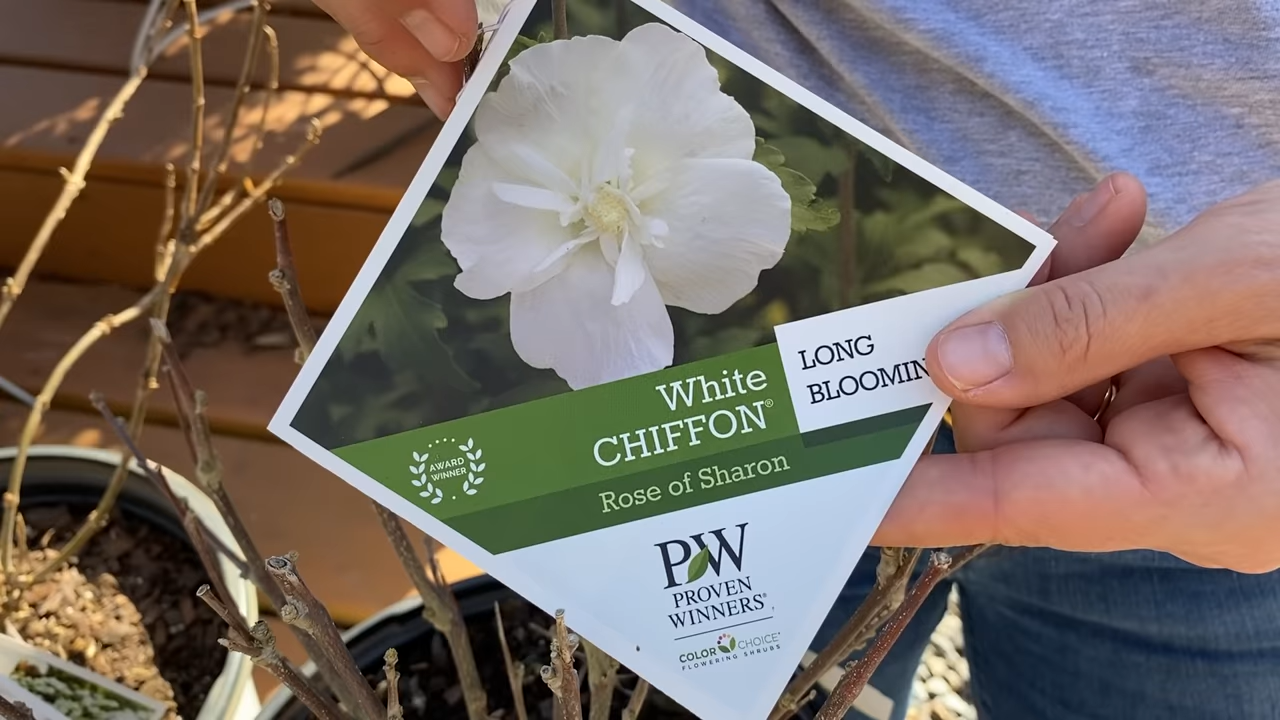 LONG
BLOOMIN
White
CHIFFON®
AWARD
WINNER
Rose of Sharon
PW
PROVEN
WINNERS®
COLOR CHOICE®
FLOWERING SHRUBS